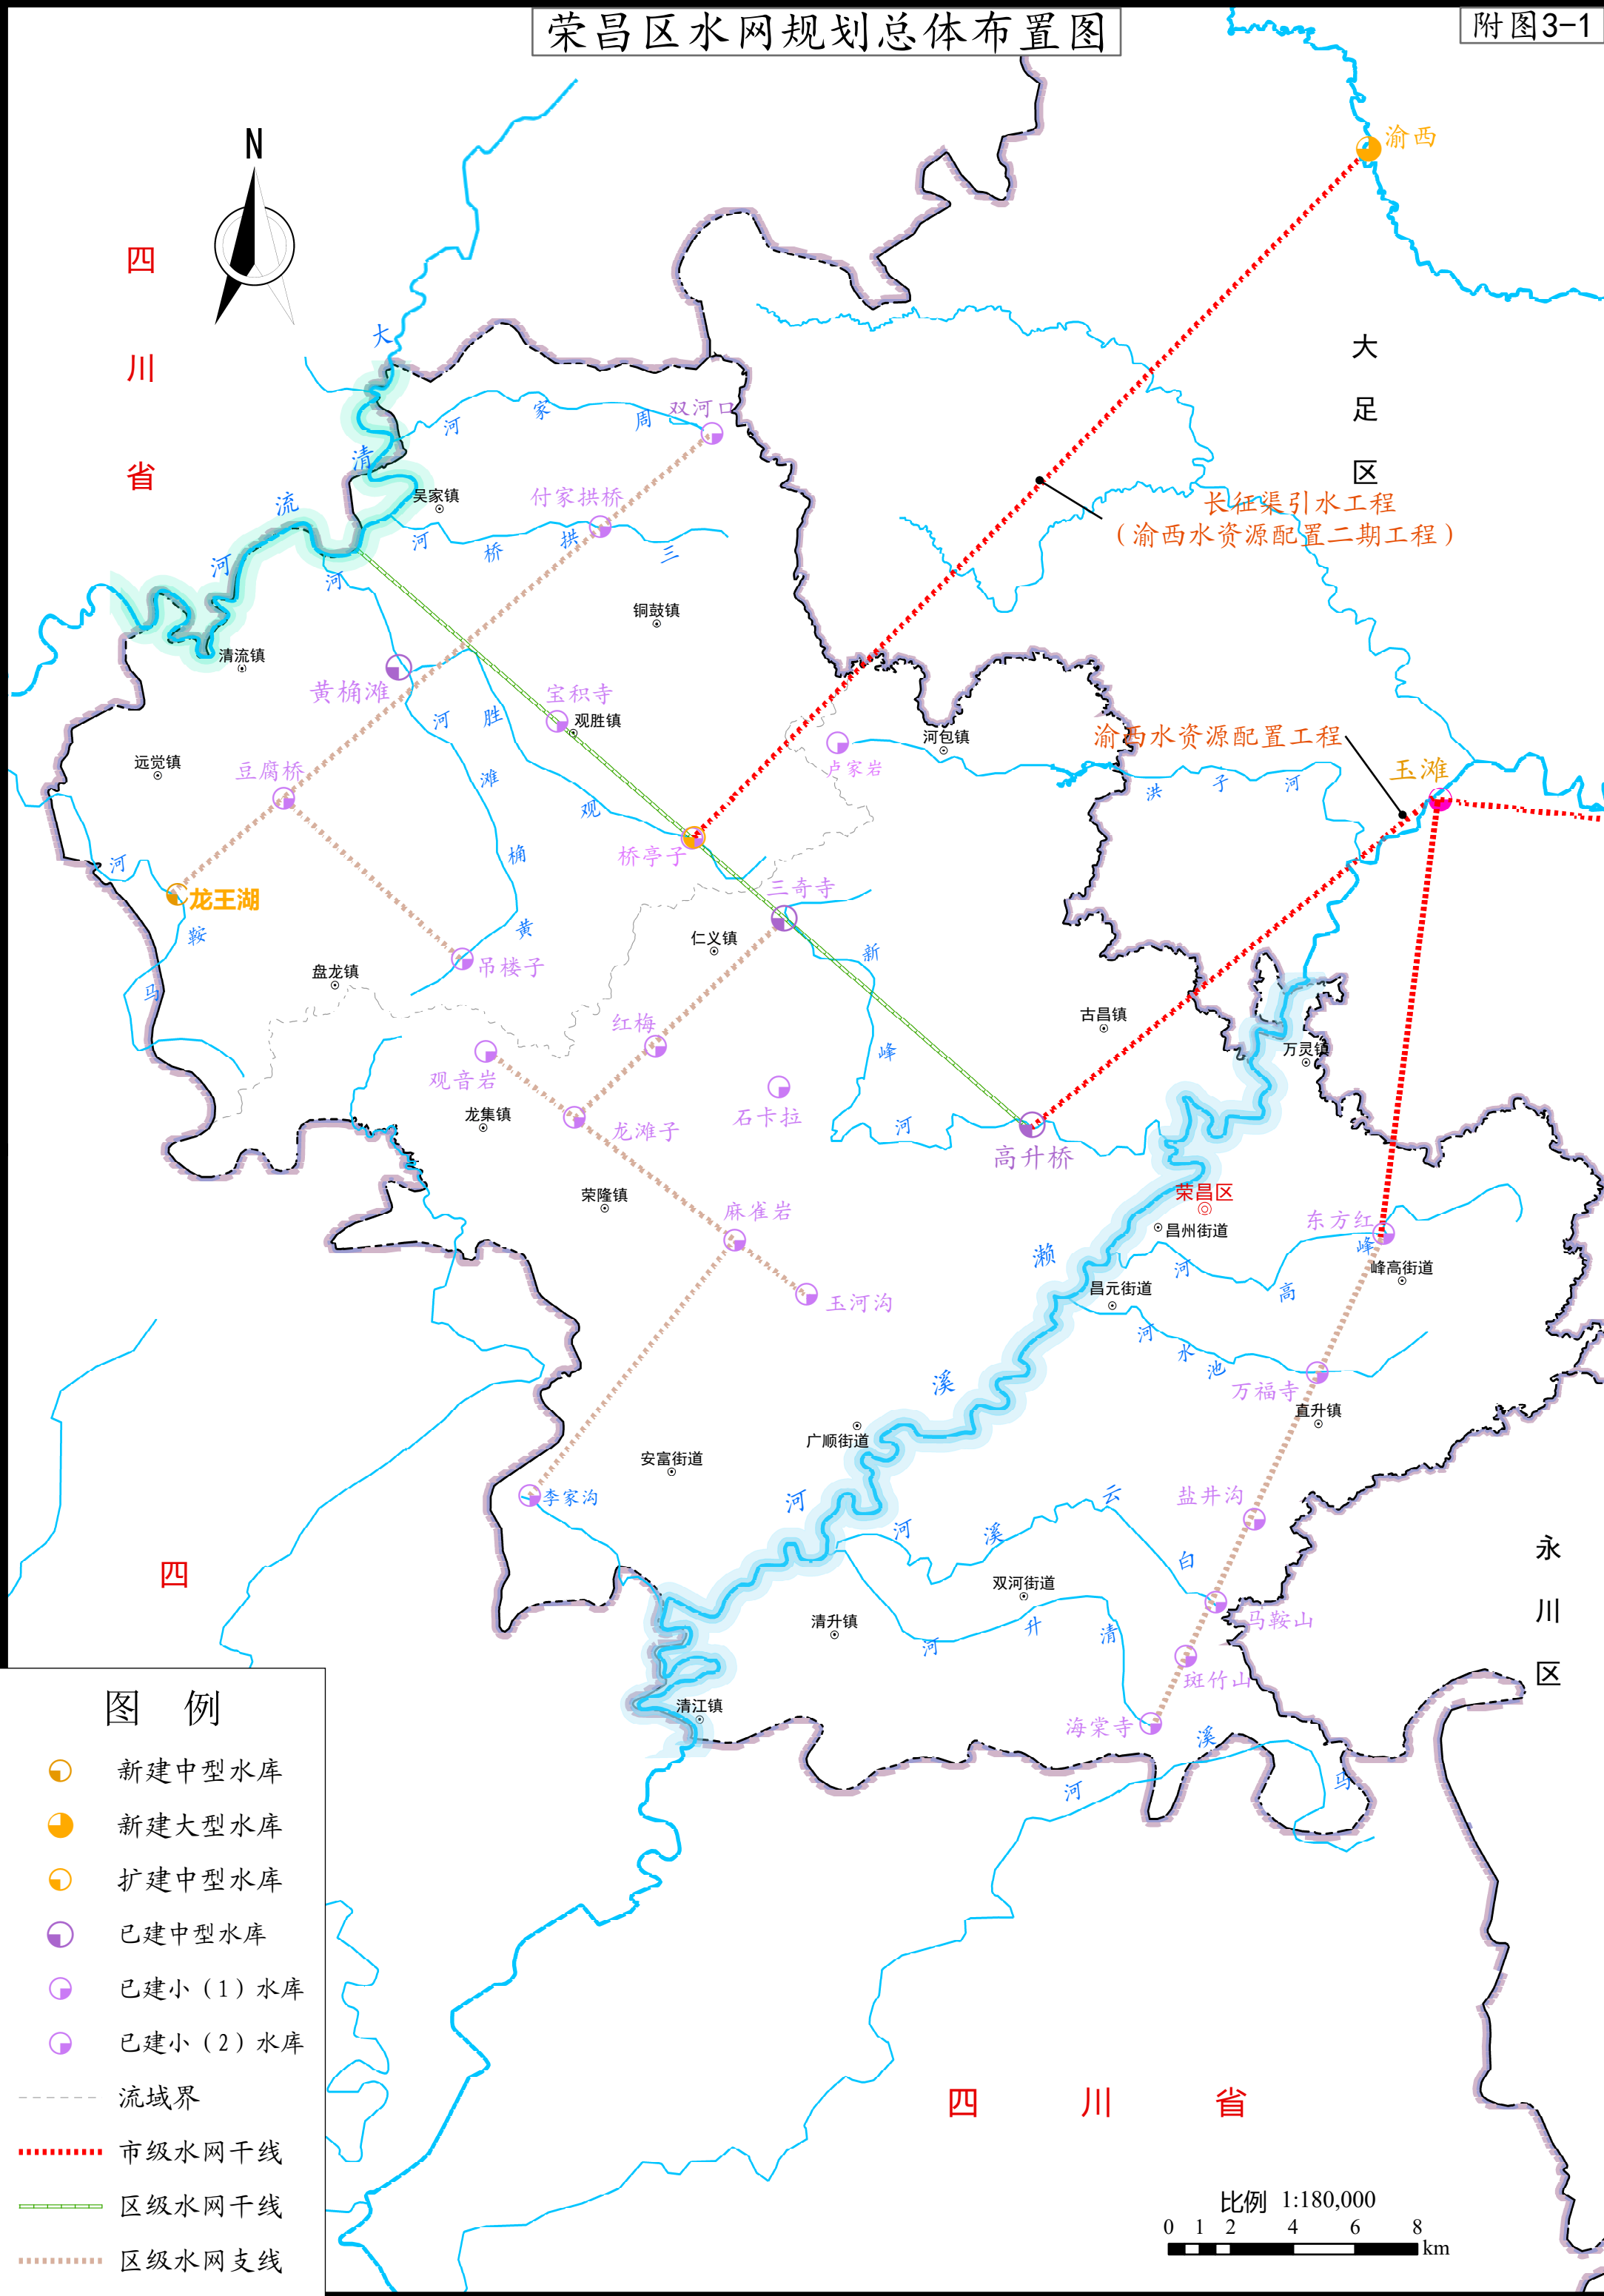 荣昌区水网规划总体布置图
附图3-1
N
渝西
四
川
省
大
足
区
大
清
流
河
双河口
周
家
河
吴家镇
付家拱桥
三
拱
桥
河
长征渠引水工程
（渝西水资源配置二期工程）
河
铜鼓镇
清流镇
黄桷滩
宝积寺
观胜镇
河
胜
观
滩
桷
黄
卢家岩
河包镇
渝西水资源配置工程
玉滩
洪
子
河
远觉镇
豆腐桥
桥亭子
河
龙王湖
鞍
马
三奇寺
仁义镇
新
峰
河
吊楼子
盘龙镇
红梅
古昌镇
万灵镇
观音岩
龙集镇
龙滩子
石卡拉
高升桥
荣隆镇
麻雀岩
荣昌区
昌州街道
东方红
峰
高
河
峰高街道
濑
溪
河
昌元街道
玉河沟
河
水
池
万福寺
直升镇
广顺街道
安富街道
李家沟
盐井沟
云
溪
河
白
四
永
川
区
双河街道
清升镇
马鞍山
河
升
清
斑竹山
清江镇
海棠寺
溪
河
马
图 例
新建中型水库
新建大型水库
扩建中型水库
已建中型水库
已建小（1）水库
已建小（2）水库
流域界
市级水网干线
区级水网干线
区级水网支线
四 川 省
比例 1:180,000
0 1 2 4 6 8
km